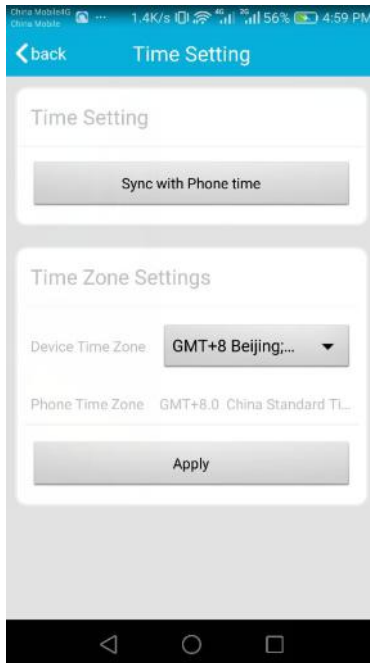 China Mobile4G ... 1.4K/s 4G 3G 56% 4:59 PM
China Mobile
back Time Setting
Time Setting
Sync with Phone time
Time Zone Settings
Device Time Zone GMT+8 Beijing;...
Phone Time Zone GMT+8.0 China Standard Ti...
Apply